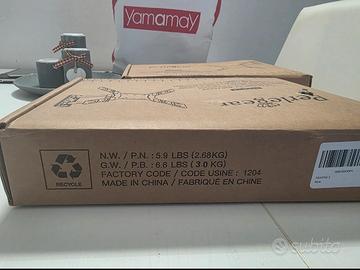 Yamamay
Perlegear
N.W. / P.N. : 5.9 LBS (2.68KG)
G.W. / P.B. : 6.6 LBS ( 3.0 KG)
FACTORY CODE / CODE USINE : 1204
MADE IN CHINA / FABRIQUÉ EN CHINE
RECYCLE
subito